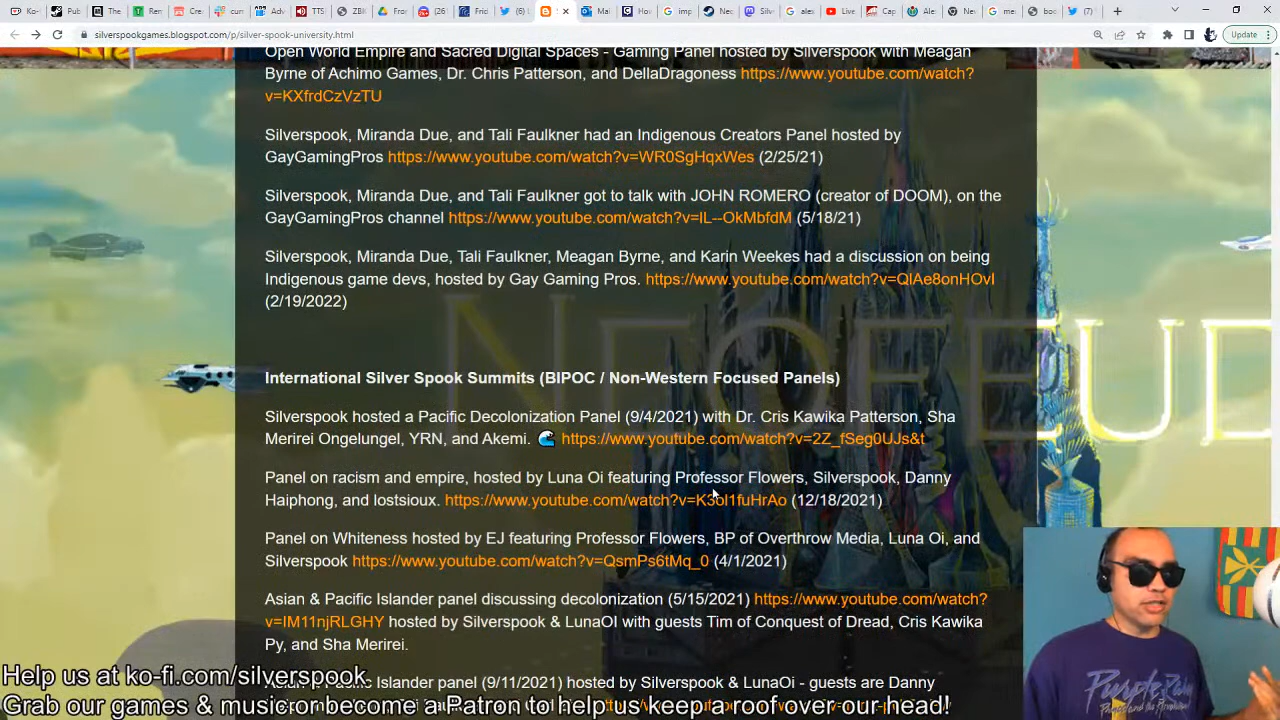 silverspookgames.blogspot.com/p/silver-spook-university.html
Update
Open World Empire and Sacred Digital Spaces - Gaming Panel hosted by Silverspook with Meagan
Byrne of Achimo Games, Dr. Chris Patterson, and DellaDragoness https://www.youtube.com/watch?
v=KXfrdCzVzTU
Silverspook, Miranda Due, and Tali Faulkner had an Indigenous Creators Panel hosted by
GayGamingPros https://www.youtube.com/watch?v=WR0SgHqxWes (2/25/21)
Silverspook, Miranda Due, and Tali Faulkner got to talk with JOHN ROMERO (creator of DOOM), on the
GayGamingPros channel https://www.youtube.com/watch?v=lL--OkMbfdM (5/18/21)
Silverspook, Miranda Due, Tali Faulkner, Meagan Byrne, and Karin Weekes had a discussion on being
Indigenous game devs, hosted by Gay Gaming Pros. https://www.youtube.com/watch?v=QlAe8onHOvI
(2/19/2022)
NEOFEUD
International Silver Spook Summits (BIPOC / Non-Western Focused Panels)
Silverspook hosted a Pacific Decolonization Panel (9/4/2021) with Dr. Cris Kawika Patterson, Sha
Merirei Ongelungel, YRN, and Akemi. 🌊 https://www.youtube.com/watch?v=2Z_fSeg0UJs&t
Panel on racism and empire, hosted by Luna Oi featuring Professor Flowers, Silverspook, Danny
Haiphong, and lostsioux. https://www.youtube.com/watch?v=K3ol1fuHrAo (12/18/2021)
Panel on Whiteness hosted by EJ featuring Professor Flowers, BP of Overthrow Media, Luna Oi, and
Silverspook https://www.youtube.com/watch?v=QsmPs6tMq_0 (4/1/2021)
Asian & Pacific Islander panel discussing decolonization (5/15/2021) https://www.youtube.com/watch?
v=IM11njRLGHY hosted by Silverspook & LunaOI with guests Tim of Conquest of Dread, Cris Kawika
Py, and Sha Merirei.
Islander panel (9/11/2021) hosted by Silverspook & LunaOi - guests are Danny
Purple Rain
Help us at ko-fi.com/silverspook
Grab our games & music or become a Patron to help us keep a roof over our head!